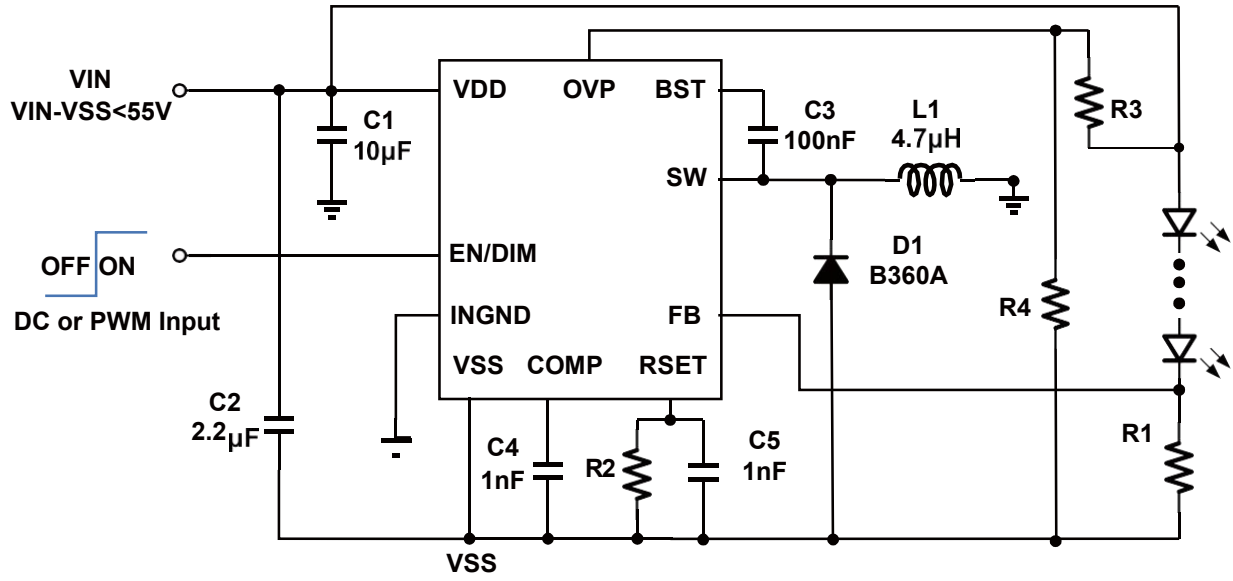 VIN
VIN-VSS<55V
C1
10µF
VDD
OVP
BST
SW
EN/DIM
INGND
FB
VSS
COMP
RSET
C3
100nF
L1
4.7µH
R3
D1
B360A
R4
OFF
ON
DC or PWM Input
C2
2.2µF
C4
1nF
R2
C5
1nF
R1
VSS